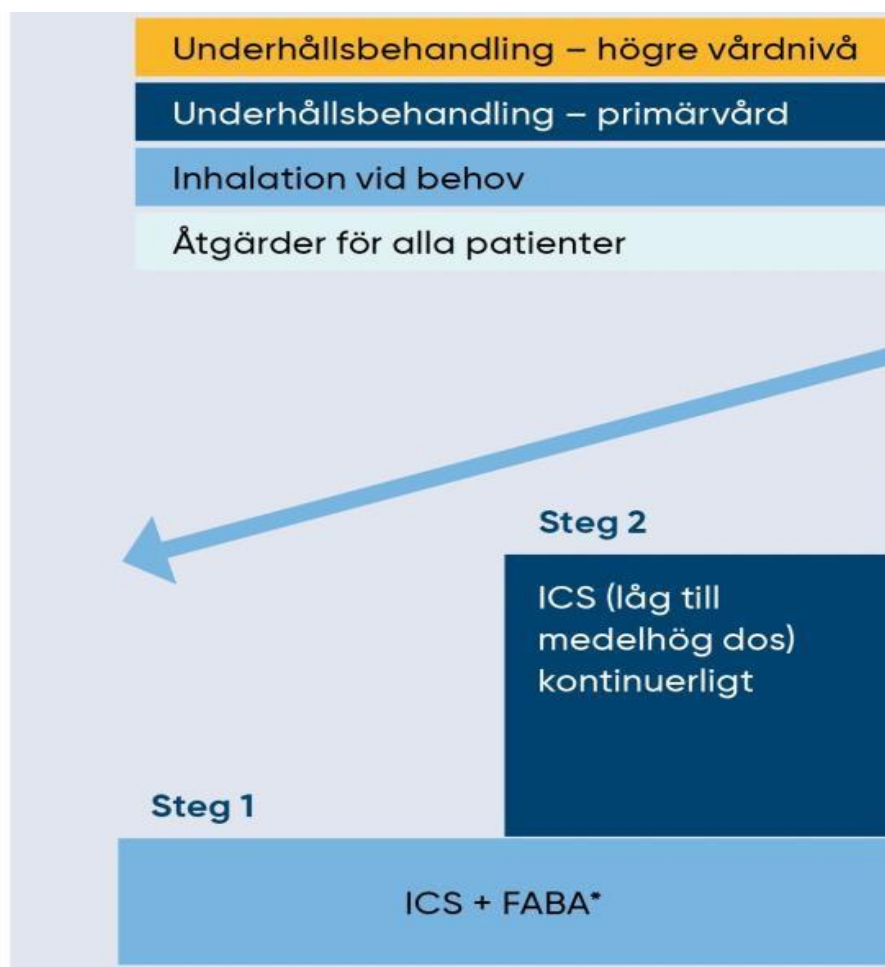 Underhållsbehandling – högre vårdnivå
Underhållsbehandling – primärvård
Inhalation vid behov
Åtgärder för alla patienter
Steg 2
ICS (låg till
medelhög dos)
kontinuerligt
Steg 1
ICS + FABA*